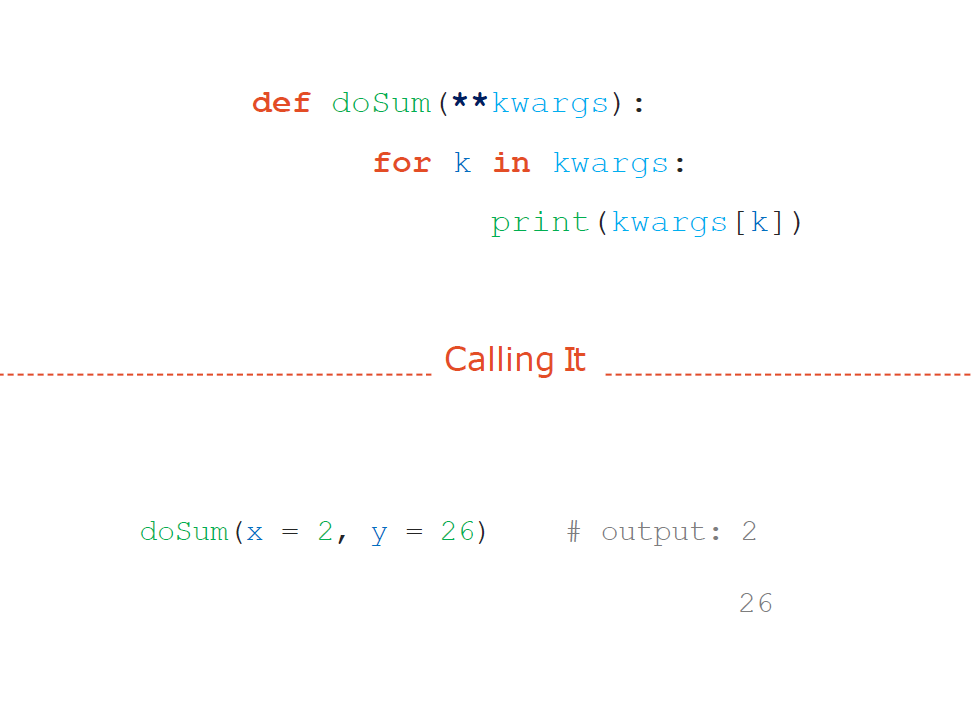 def doSum(**kwargs):
for k in kwargs:
print(kwargs[k])
Calling It
doSum(x = 2, y = 26) # output: 2
26